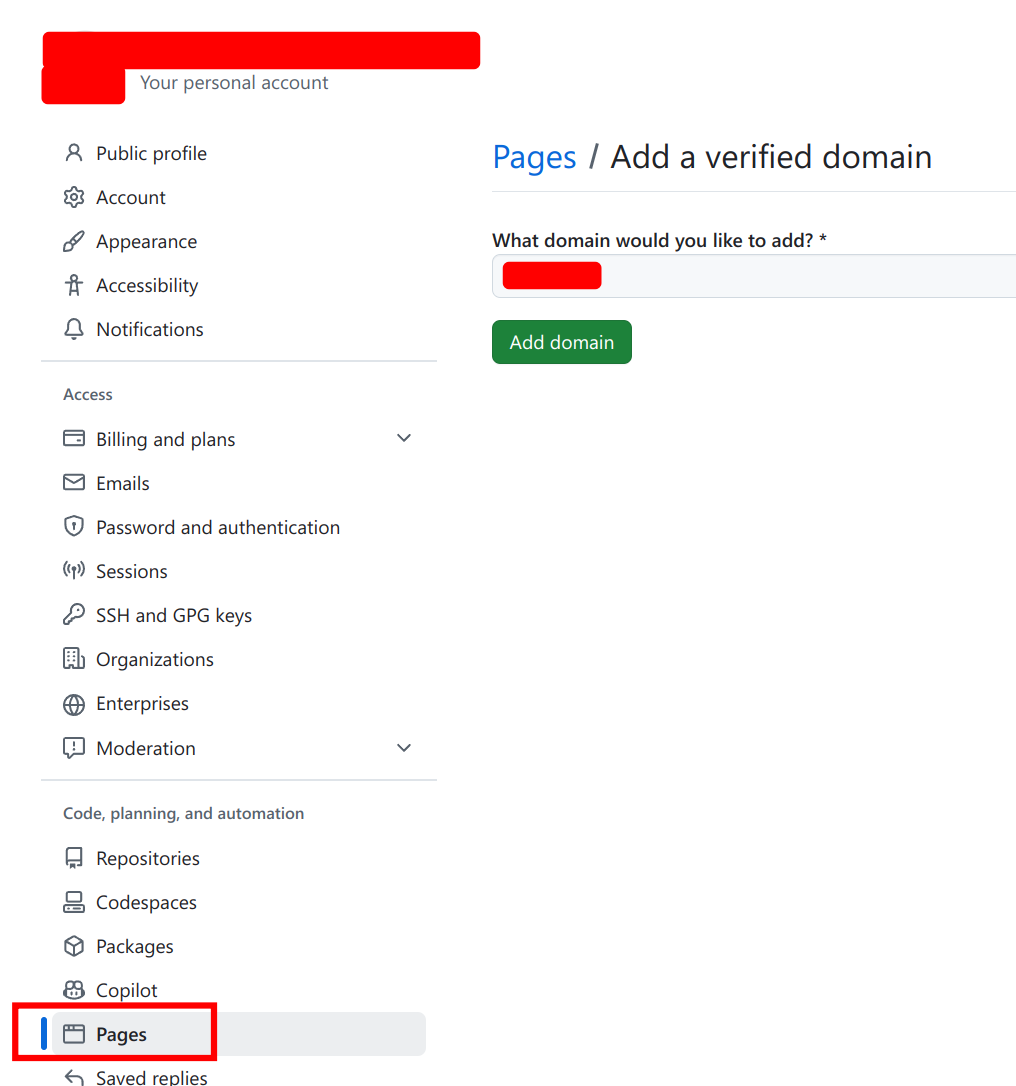 Your personal account
Public profile
Account
Appearance
Accessibility
Notifications
Access
Billing and plans
Emails
Password and authentication
Sessions
SSH and GPG keys
Organizations
Enterprises
Moderation
Code, planning, and automation
Repositories
Codespaces
Packages
Copilot
Pages
Saved replies
Pages / Add a verified domain
What domain would you like to add? *
Add domain